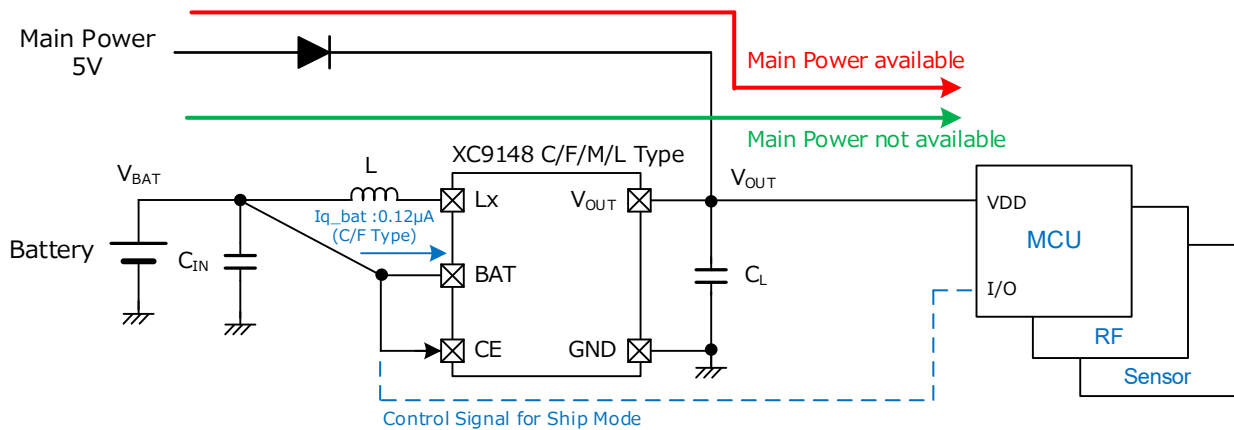 Main Power
5V
Main Power available
Main Power not available
L
XC9148 C/F/M/L Type
VBAT
Lx
VOUT
VOUT
VDD
Iq_bat :0.12µA
(C/F Type)
MCU
Battery
CIN
BAT
CL
I/O
CE
GND
RF
Sensor
Control Signal for Ship Mode